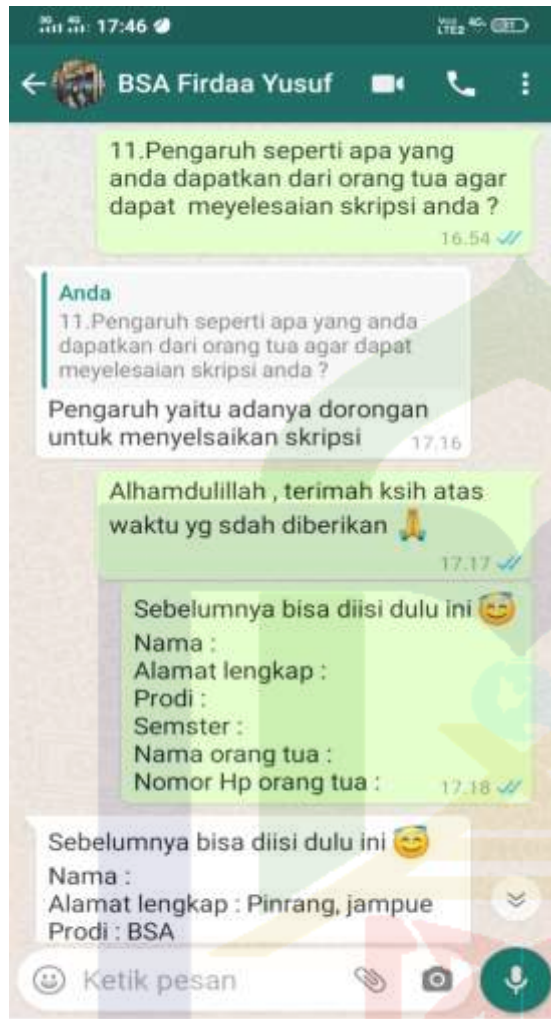 17:46
BSA Firdaa Yusuf
11.Pengaruh seperti apa yang
anda dapatkan dari orang tua agar
dapat meyelesaian skripsi anda ?
16.54
Anda
11.Pengaruh seperti apa yang anda
dapatkan dari orang tua agar dapat
meyelesaian skripsi anda ?
Pengaruh yaitu adanya dorongan
untuk menyelsaikan skripsi
17.16
Alhamdulillah , terimah ksih atas
waktu yg sdah diberikan 🙏
17.17
Sebelumnya bisa diisi dulu ini 😇
Nama :
Alamat lengkap :
Prodi :
Semster :
Nama orang tua :
Nomor Hp orang tua :
17.18
Sebelumnya bisa diisi dulu ini 😇
Nama :
Alamat lengkap : Pinrang, jampue
Prodi : BSA
Ketik pesan